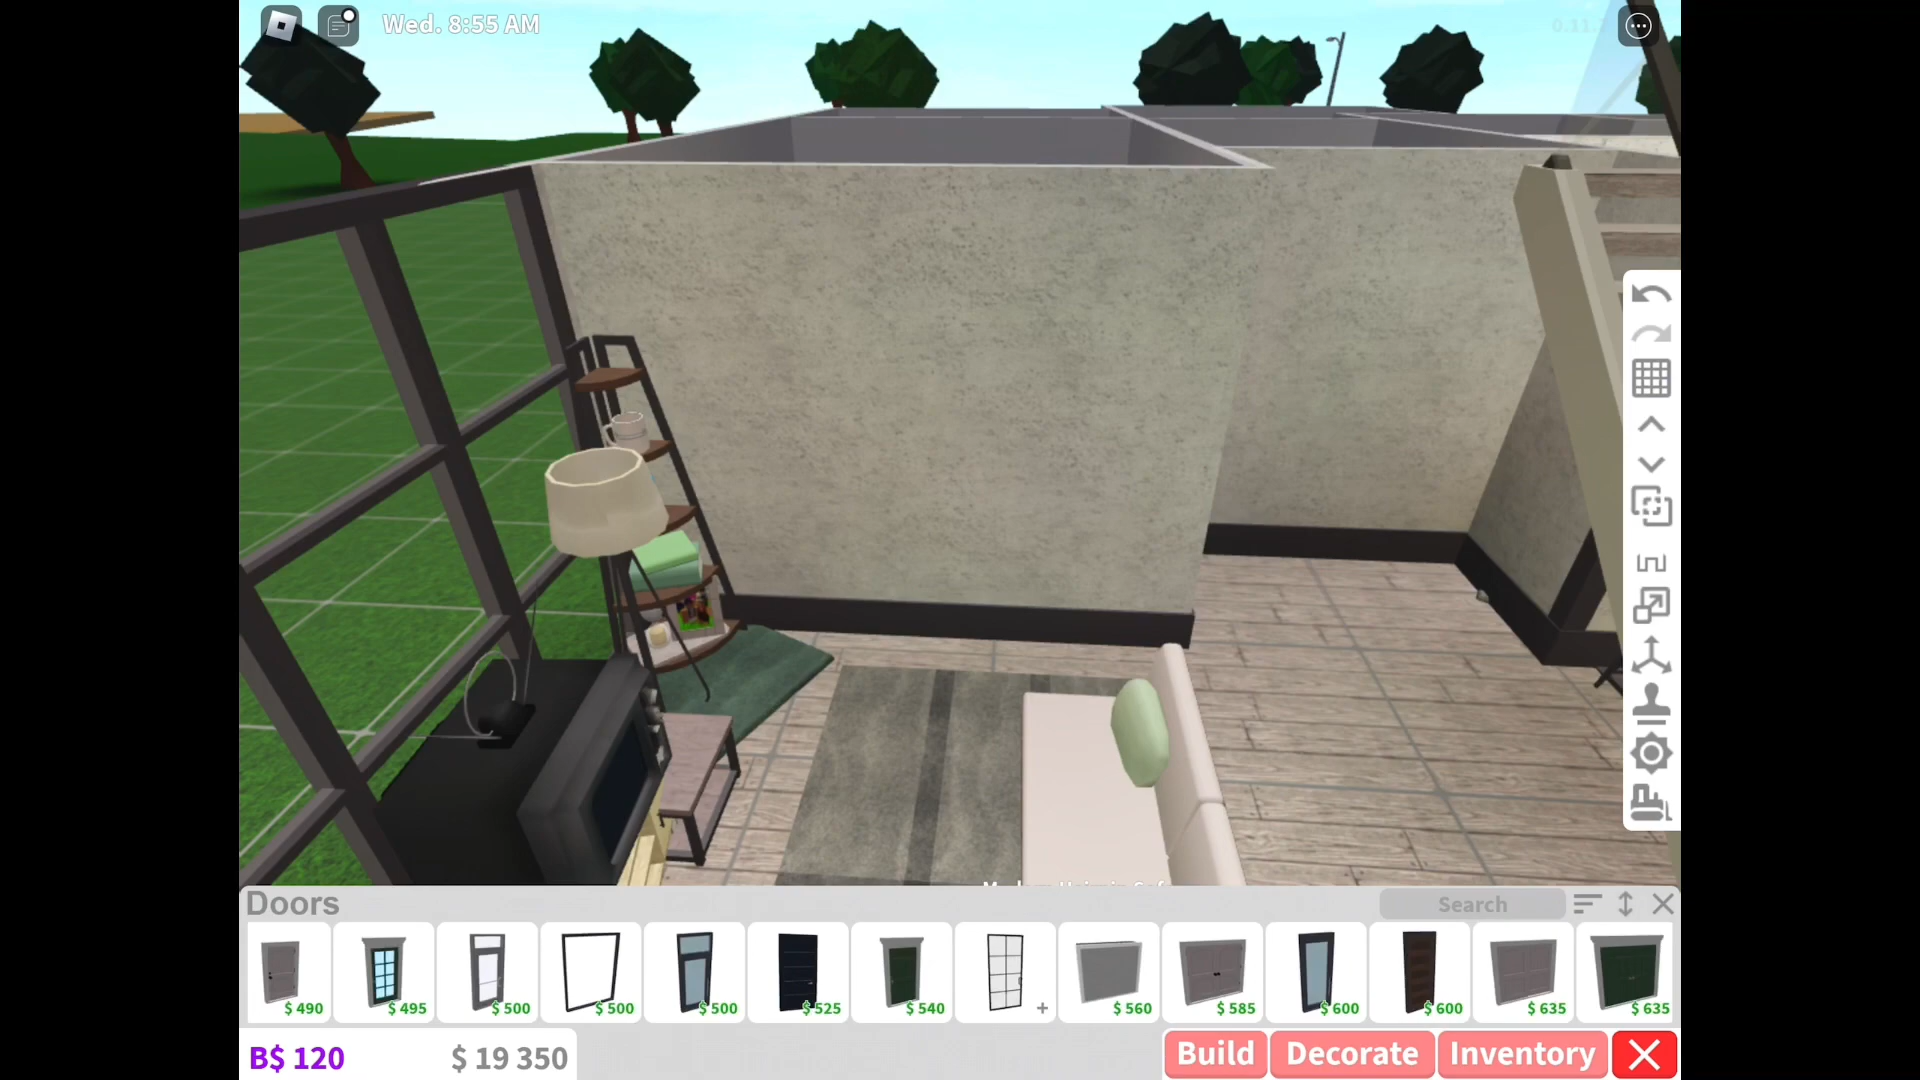 Wed. 8:55 AM
Doors
Search
$ 490
$ 495
$ 500
$ 500
$ 500
$ 525
$ 540
+
$ 560
$ 585
$ 600
$ 600
$ 635
$ 635
B$ 120
$ 19 350
Build
Decorate
Inventory